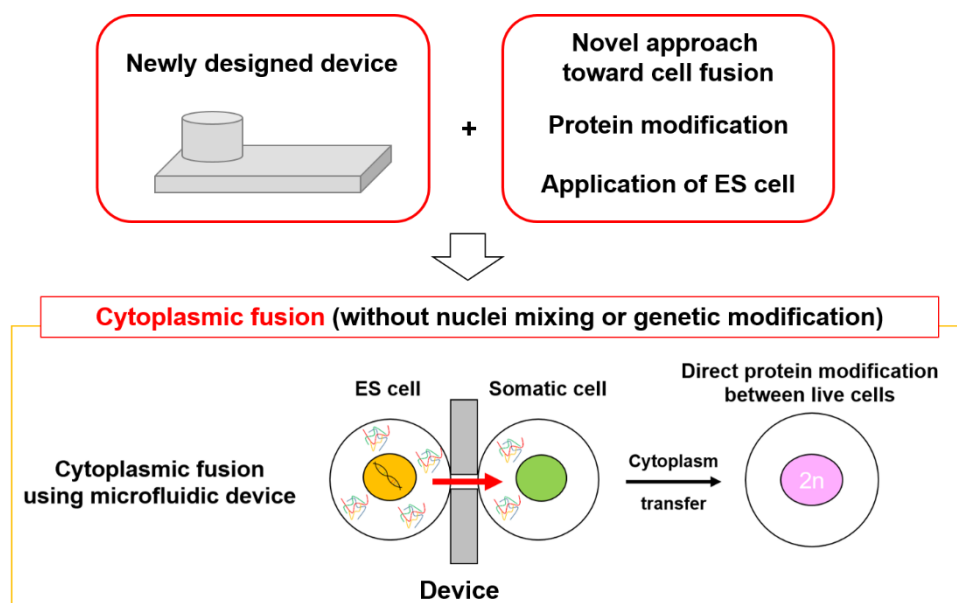 Newly designed device
+
Novel approach
toward cell fusion
Protein modification
Application of ES cell
Cytoplasmic fusion (without nuclei mixing or genetic modification)
ES cell
Somatic cell
Direct protein modification
between live cells
Cytoplasmic fusion
using microfluidic device
Cytoplasm
transfer
2n
Device